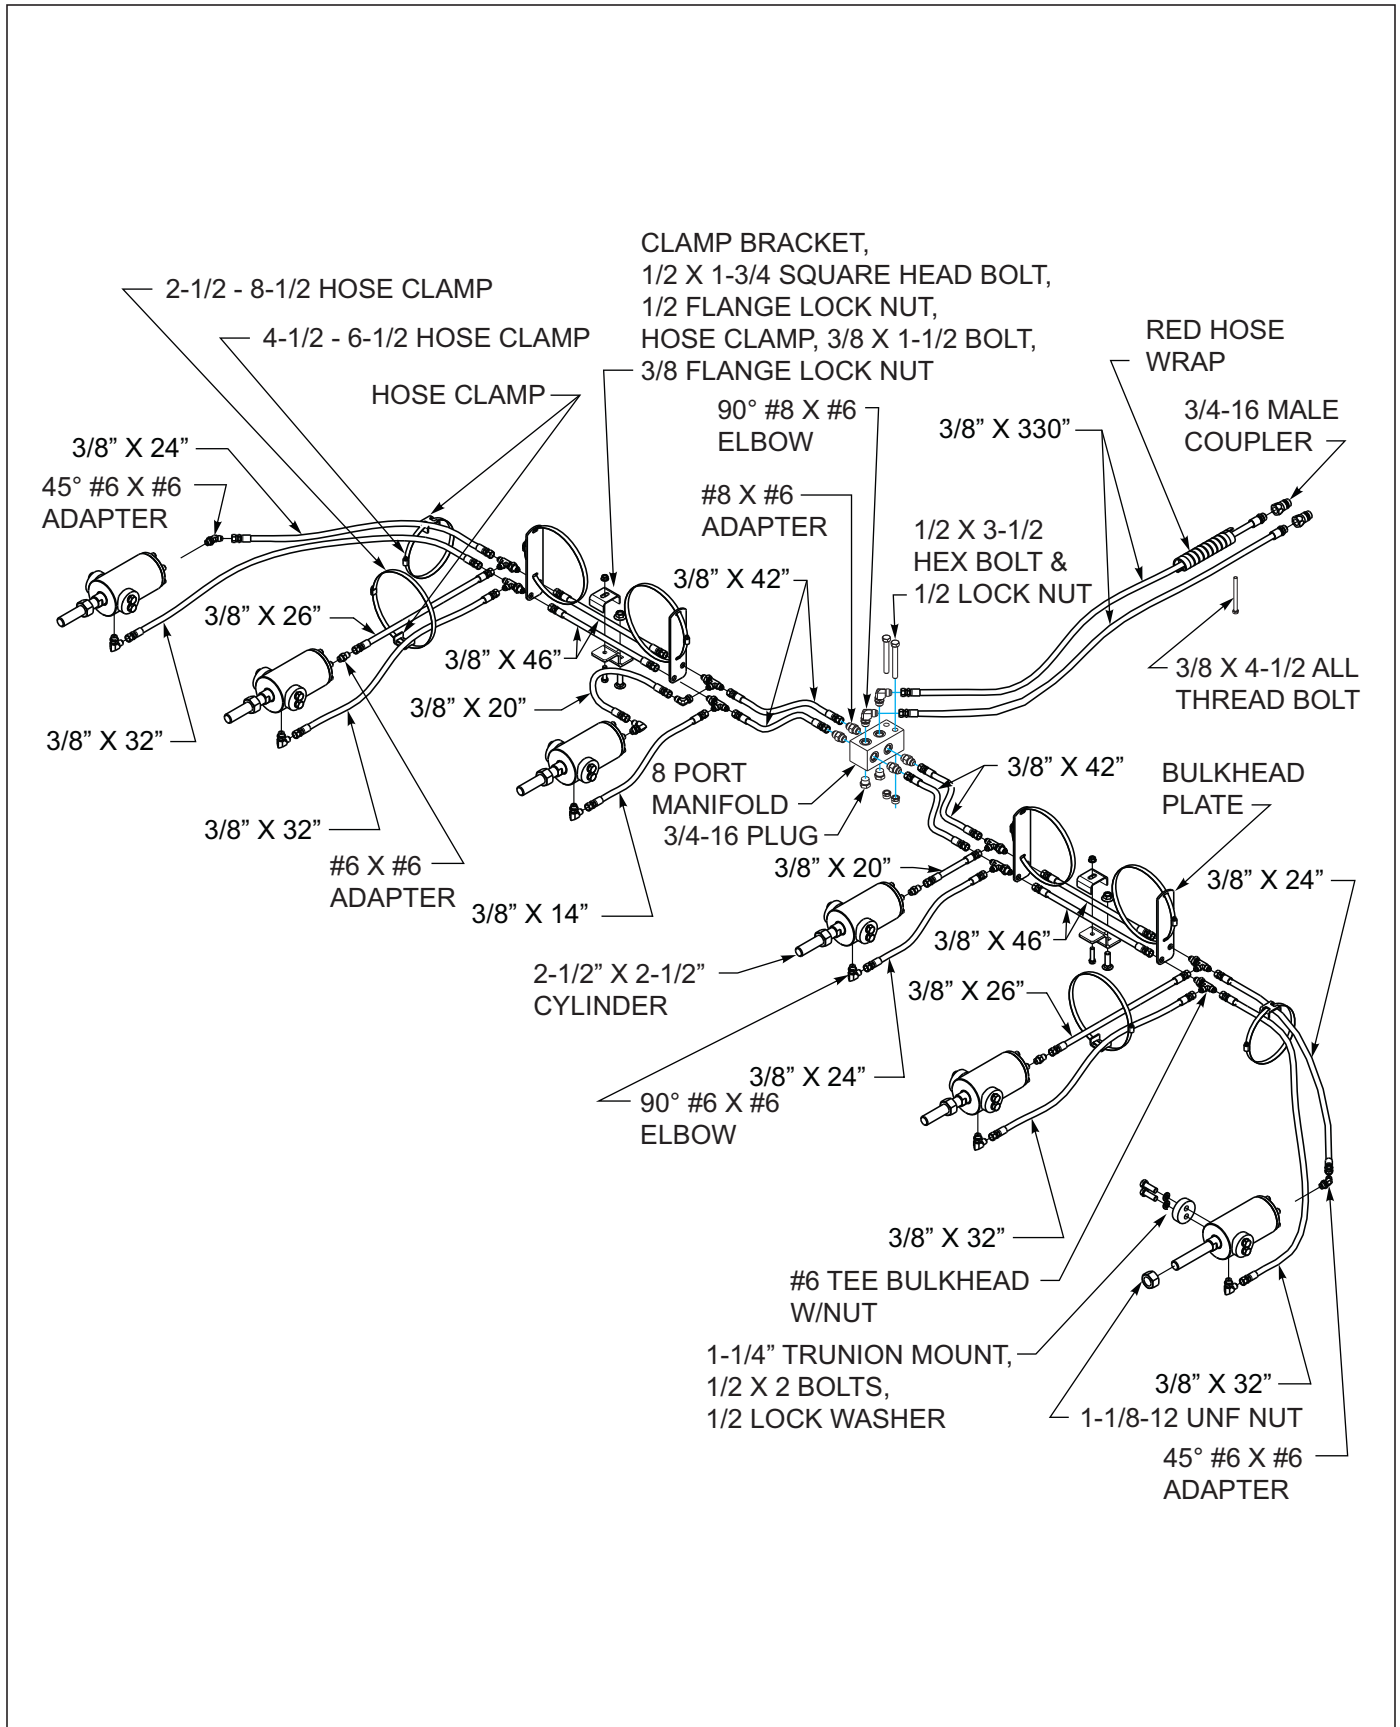 CLAMP BRACKET,
1/2 X 1-3/4 SQUARE HEAD BOLT,
1/2 FLANGE LOCK NUT,
HOSE CLAMP, 3/8 X 1-1/2 BOLT,
3/8 FLANGE LOCK NUT
2-1/2 - 8-1/2 HOSE CLAMP
4-1/2 - 6-1/2 HOSE CLAMP
HOSE CLAMP
RED HOSE
WRAP
90° #8 X #6
ELBOW
3/8” X 330”
3/4-16 MALE
COUPLER
3/8” X 24”
45° #6 X #6
ADAPTER
#8 X #6
ADAPTER
1/2 X 3-1/2
HEX BOLT &
1/2 LOCK NUT
3/8” X 42”
3/8” X 26”
3/8” X 46”
3/8 X 4-1/2 ALL
THREAD BOLT
3/8” X 20”
3/8” X 32”
8 PORT
MANIFOLD
3/8” X 42”
BULKHEAD
PLATE
3/8” X 32”
3/4-16 PLUG
#6 X #6
ADAPTER
3/8” X 20”
3/8” X 24”
3/8” X 14”
3/8” X 46”
2-1/2” X 2-1/2”
CYLINDER
3/8” X 26”
3/8” X 24”
90° #6 X #6
ELBOW
3/8” X 32”
#6 TEE BULKHEAD
W/NUT
1-1/4” TRUNION MOUNT,
1/2 X 2 BOLTS,
1/2 LOCK WASHER
3/8” X 32”
1-1/8-12 UNF NUT
45° #6 X #6
ADAPTER